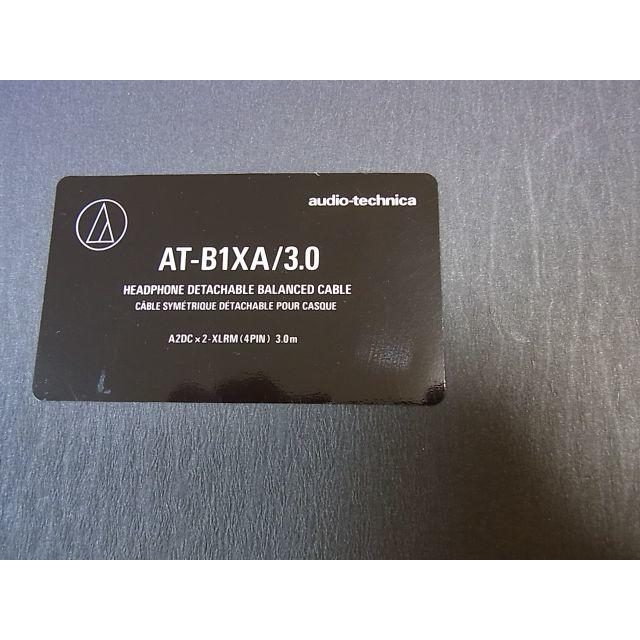 audio-technica
AT-B1XA/3.0
HEADPHONE DETACHABLE BALANCED CABLE
CÂBLE SYMÉTRIQUE DÉTACHABLE POUR CASQUE
A2DC × 2-XLRM (4PIN) 3.0m